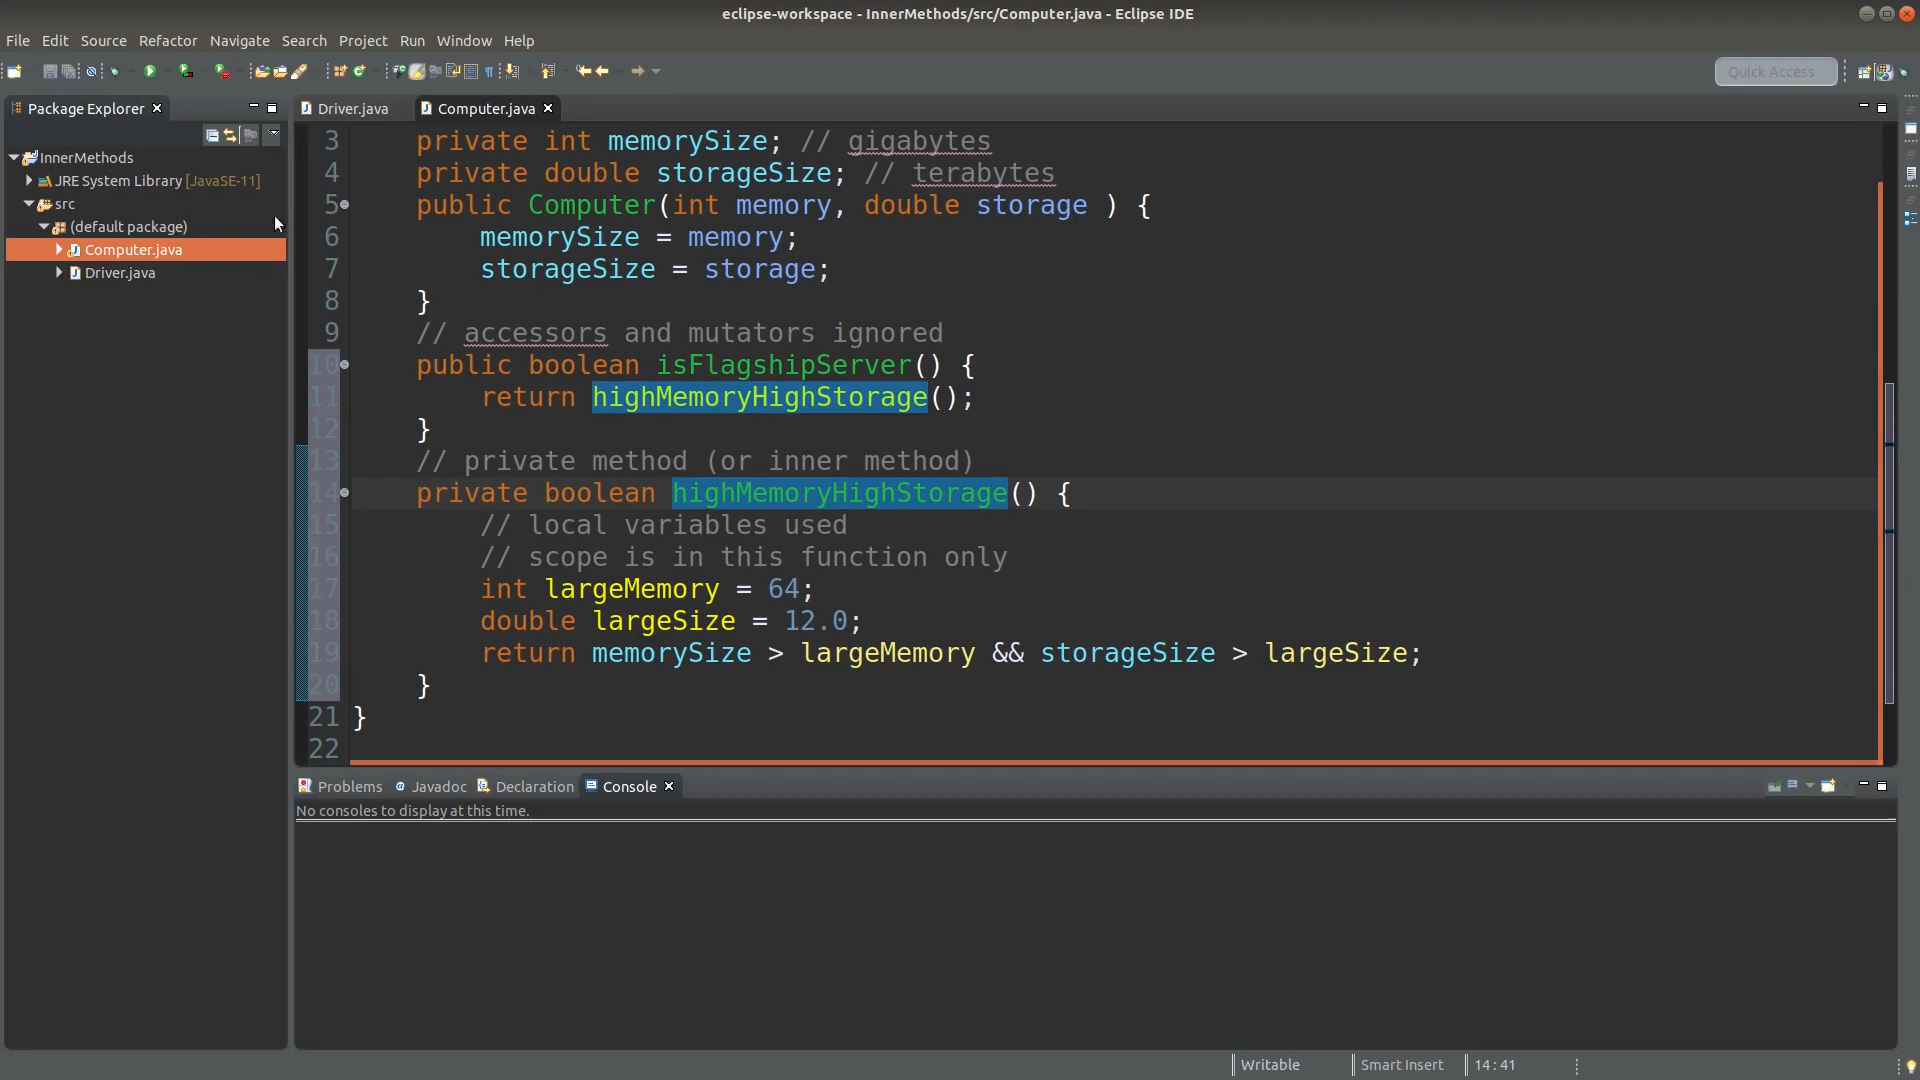 eclipse-workspace - InnerMethods/src/Computer.java - Eclipse IDE
File Edit Source Refactor Navigate Search Project Run Window Help
Quick Access
Package Explorer
Driver.java
Computer.java
InnerMethods
JRE System Library [JavaSE-11]
src
(default package)
Computer.java
Driver.java
3 private int memorySize; // gigabytes
4 private double storageSize; // terabytes
5 public Computer(int memory, double storage ) {
6 memorySize = memory;
7 storageSize = storage;
8 }
9 // accessors and mutators ignored
10 public boolean isFlagshipServer() {
11 return highMemoryHighStorage();
12 }
13 // private method (or inner method)
14 private boolean highMemoryHighStorage() {
15 // local variables used
16 // scope is in this function only
17 int largeMemory = 64;
18 double largeSize = 12.0;
19 return memorySize > largeMemory && storageSize > largeSize;
20 }
21 }
22
Problems Javadoc Declaration Console
No consoles to display at this time.
Writable Smart Insert 14:41